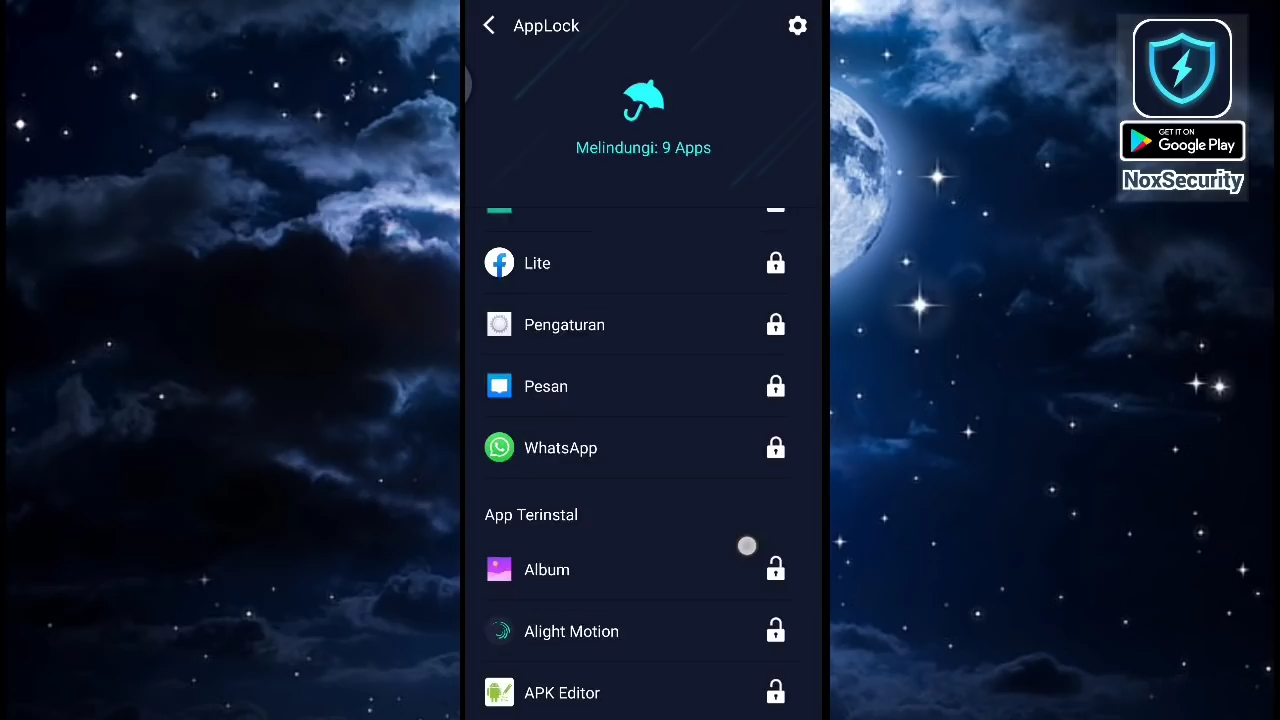 AppLock
Melindungi: 9 Apps
Lite
Pengaturan
Pesan
WhatsApp
App Terinstal
Album
Alight Motion
APK Editor
GET IT ON
Google Play
NoxSecurity